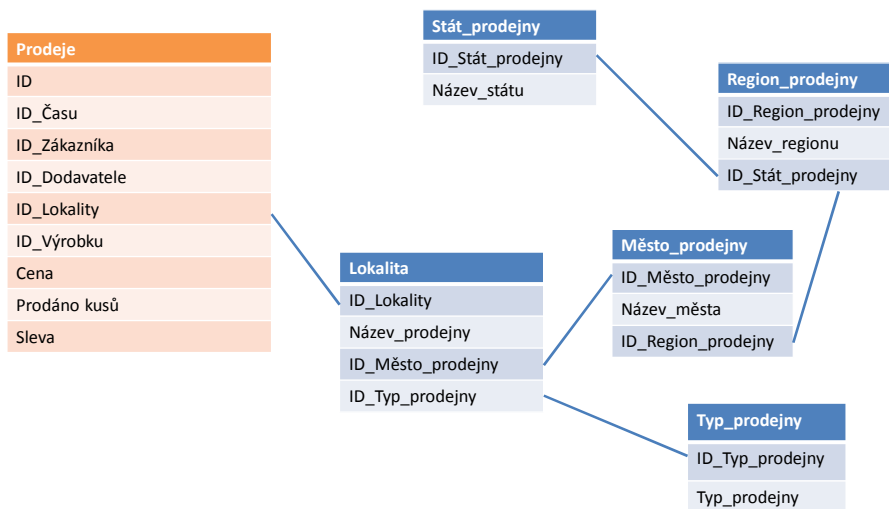 Prodeje
ID
ID_Času
ID_Zákazníka
ID_Dodavatele
ID_Lokality
ID_Výrobku
Cena
Prodáno kusů
Sleva
Stát_prodejny
ID_Stát_prodejny
Název_státu
Region_prodejny
ID_Region_prodejny
Název_regionu
ID_Stát_prodejny
Lokalita
ID_Lokality
Název_prodejny
ID_Město_prodejny
ID_Typ_prodejny
Město_prodejny
ID_Město_prodejny
Název_města
ID_Region_prodejny
Typ_prodejny
ID_Typ_prodejny
Typ_prodejny